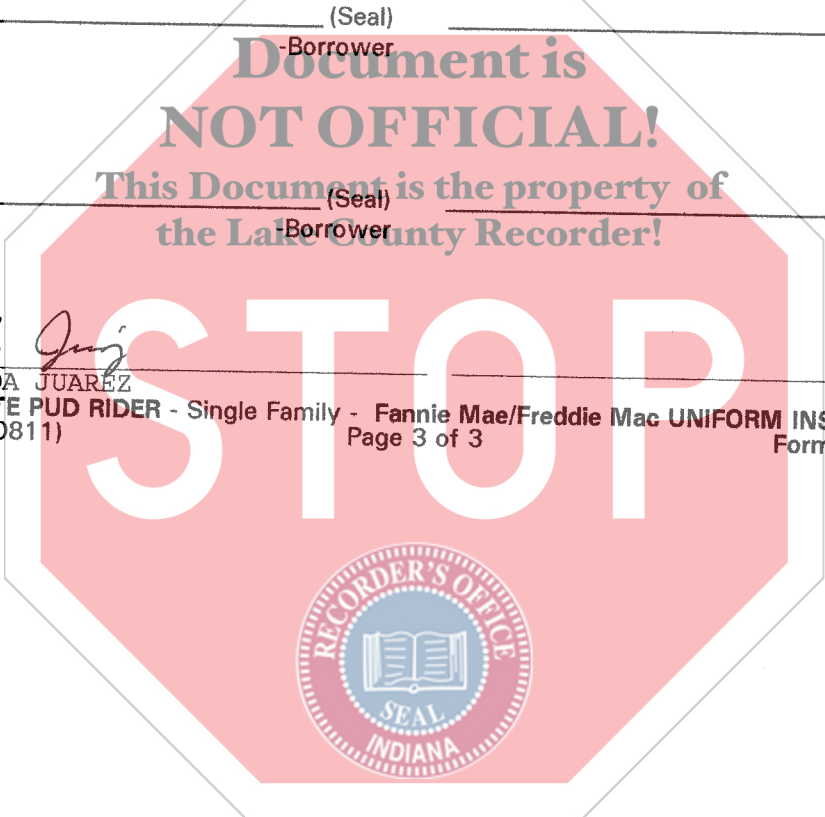 (Seal)
-Borrower
Document is
NOT OFFICIAL!
This Document is the property of
the Lake County Recorder!
(Seal)
-Borrower
STOP
A JUAREZ
E PUD RIDER - Single Family - Fannie Mae/Freddie Mac UNIFORM INS
0811)
Page 3 of 3
Form
RECORDER'S OFFICE
SEAL
INDIANA